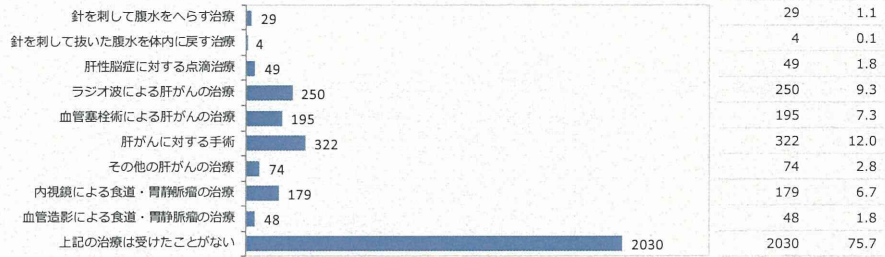 針を刺して腹水をへらす治療 29 29 1.1
針を刺して抜いた腹水を体内に戻す治療 4 4 0.1
肝性脳症に対する点滴治療 49 49 1.8
ラジオ波による肝がんの治療 250 250 9.3
血管塞栓術による肝がんの治療 195 195 7.3
肝がんに対する手術 322 322 12.0
その他の肝がんの治療 74 74 2.8
内視鏡による食道・胃静脈瘤の治療 179 179 6.7
血管造影による食道・胃静脈瘤の治療 48 48 1.8
上記の治療は受けたことがない 2030 2030 75.7